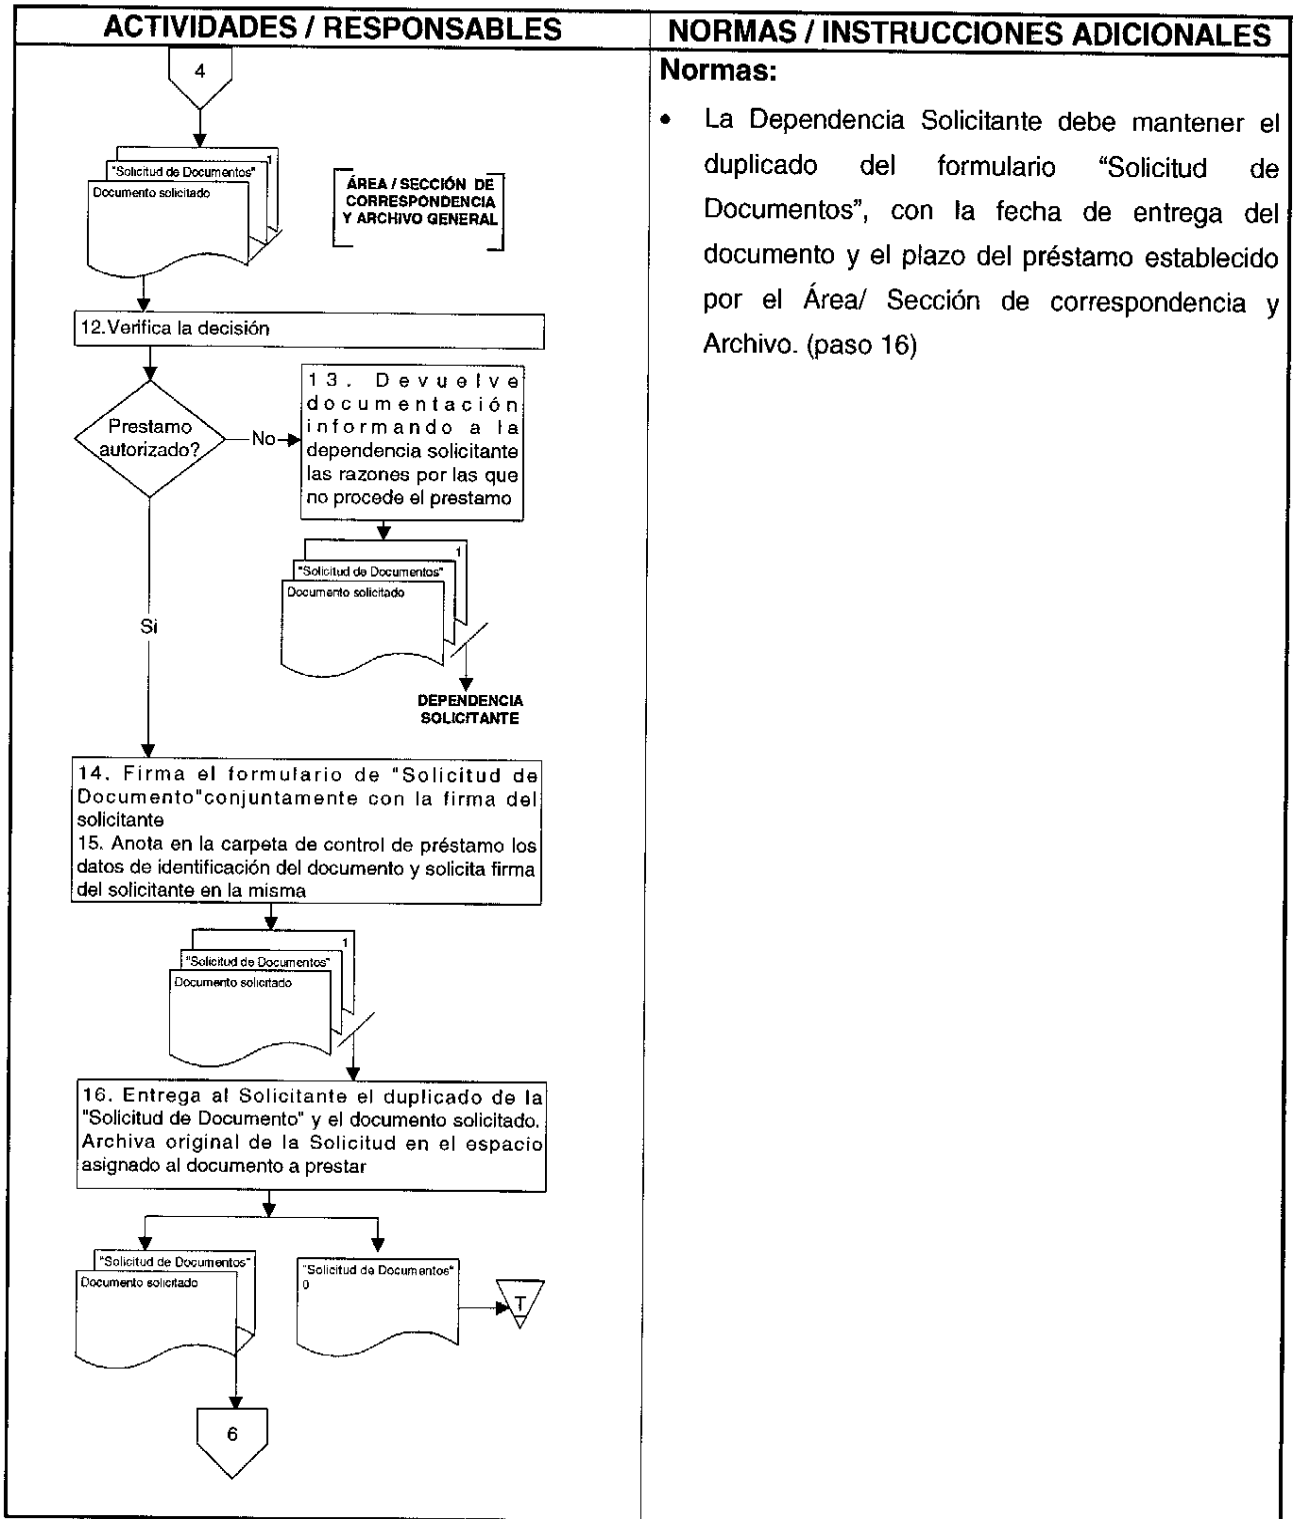 ACTIVIDADES / RESPONSABLES
NORMAS / INSTRUCCIONES ADICIONALES
4
1
"Solicitud de Documentos"
Documento solicitado
ÁREA / SECCIÓN DE
CORRESPONDENCIA
Y ARCHIVO GENERAL
12.Verifica la decisión
Prestamo
autorizado?
No
13. Devuelve
documentación
informando a la
dependencia solicitante
las razones por las que
no procede el prestamo
1
"Solicitud de Documentos"
Documento solicitado
DEPENDENCIA
SOLICITANTE
Si
14. Firma el formulario de "Solicitud de
Documento"conjuntamente con la firma del
solicitante
15. Anota en la carpeta de control de préstamo los
datos de identificación del documento y solicita firma
del solicitante en la misma
1
"Solicitud de Documentos"
Documento solicitado
16. Entrega al Solicitante el duplicado de la
"Solicitud de Documento" y el documento solicitado.
Archiva original de la Solicitud en el espacio
asignado al documento a prestar
"Solicitud de Documentos"
Documento solicitado
"Solicitud de Documentos"
0
T
6
Normas:
• La Dependencia Solicitante debe mantener el
duplicado del formulario “Solicitud de
Documentos”, con la fecha de entrega del
documento y el plazo del préstamo establecido
por el Área/ Sección de correspondencia y
Archivo. (paso 16)